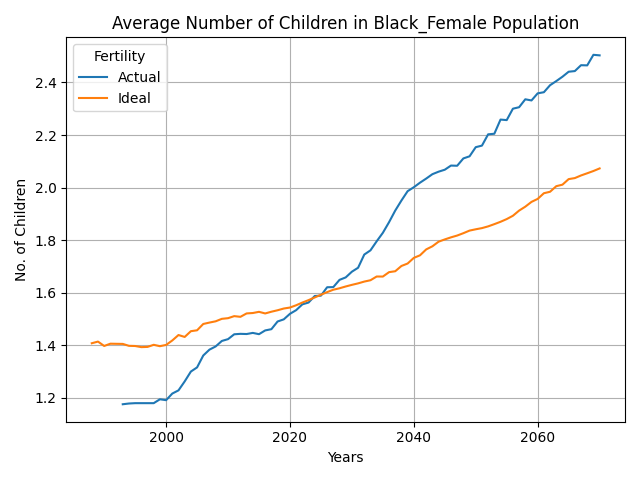 Average Number of Children in Black_Female Population
Fertility
Actual
Ideal
No. of Children
2.4
2.2
2.0
1.8
1.6
1.4
1.2
2000 2020 2040 2060
Years